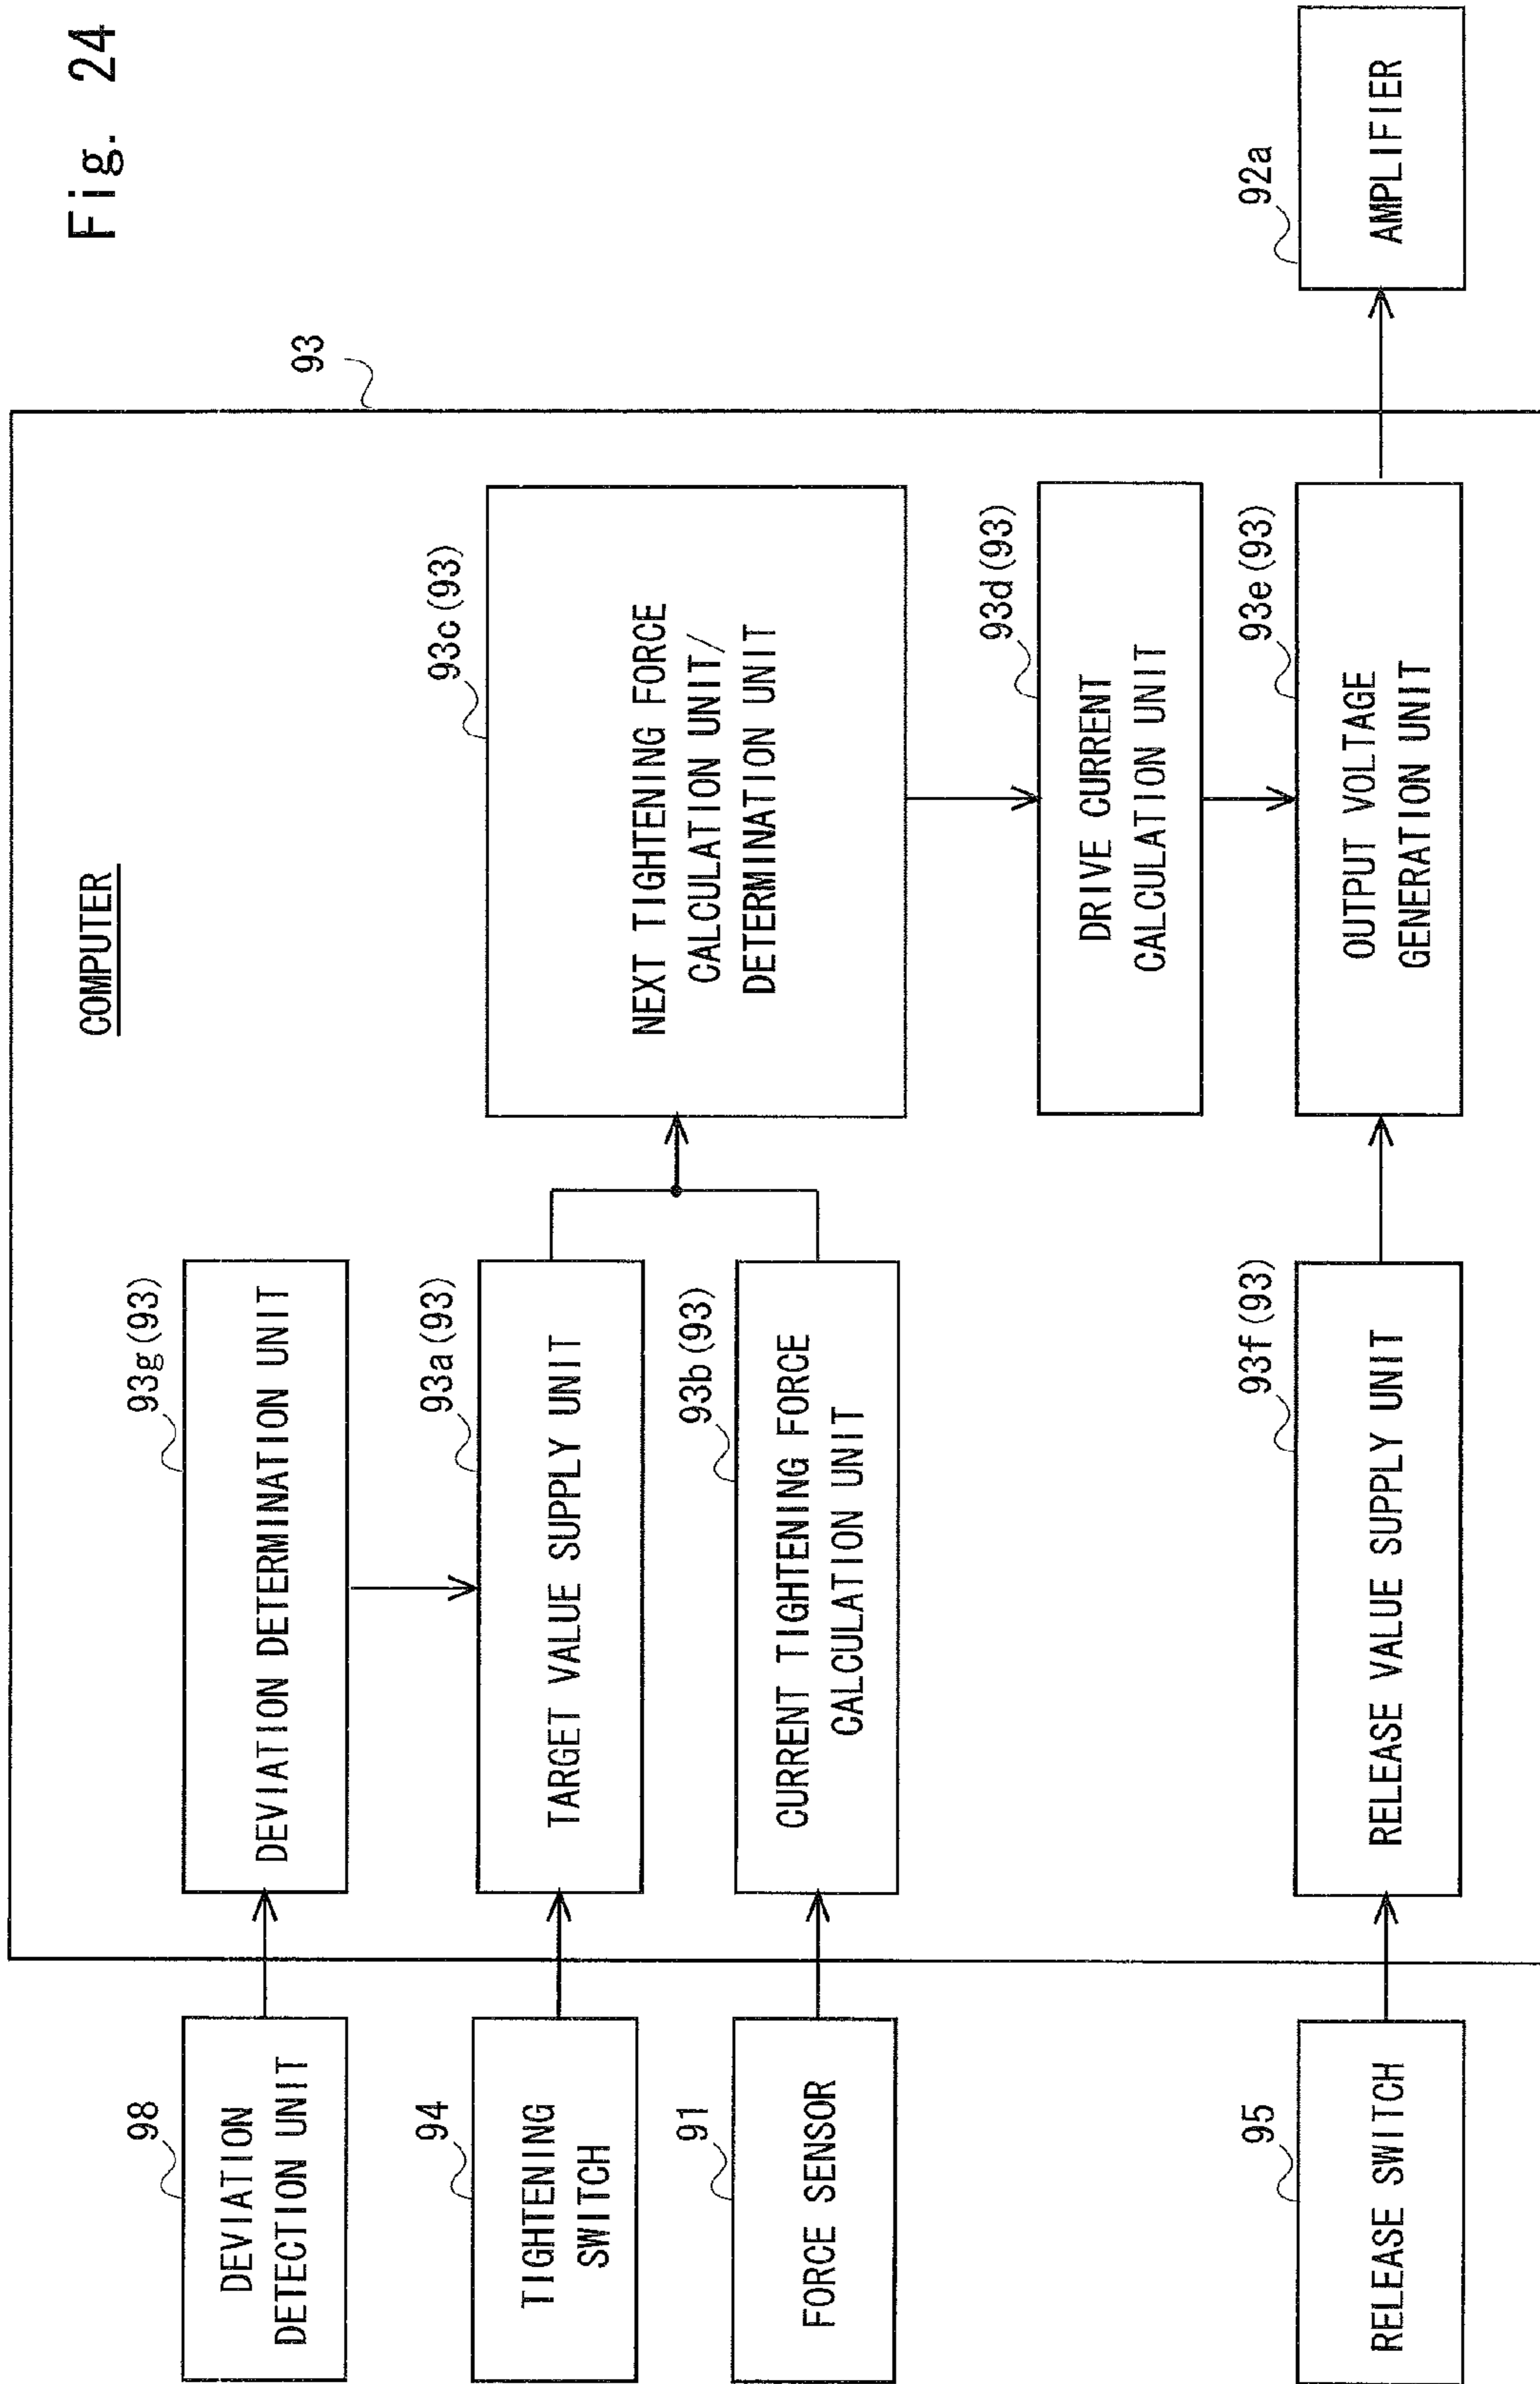 Fig. 24
COMPUTER
93
98
DEVIATION
DETECTION UNIT
93g(93)
DEVIATION DETERMINATION UNIT
94
TIGHTENING
SWITCH
93a(93)
TARGET VALUE SUPPLY UNIT
91
FORCE SENSOR
93b(93)
CURRENT TIGHTENING FORCE
CALCULATION UNIT
93c(93)
NEXT TIGHTENING FORCE
CALCULATION UNIT/
DETERMINATION UNIT
93d(93)
DRIVE CURRENT
CALCULATION UNIT
95
RELEASE SWITCH
93f(93)
RELEASE VALUE SUPPLY UNIT
93e(93)
OUTPUT VOLTAGE
GENERATION UNIT
92a
AMPLIFIER